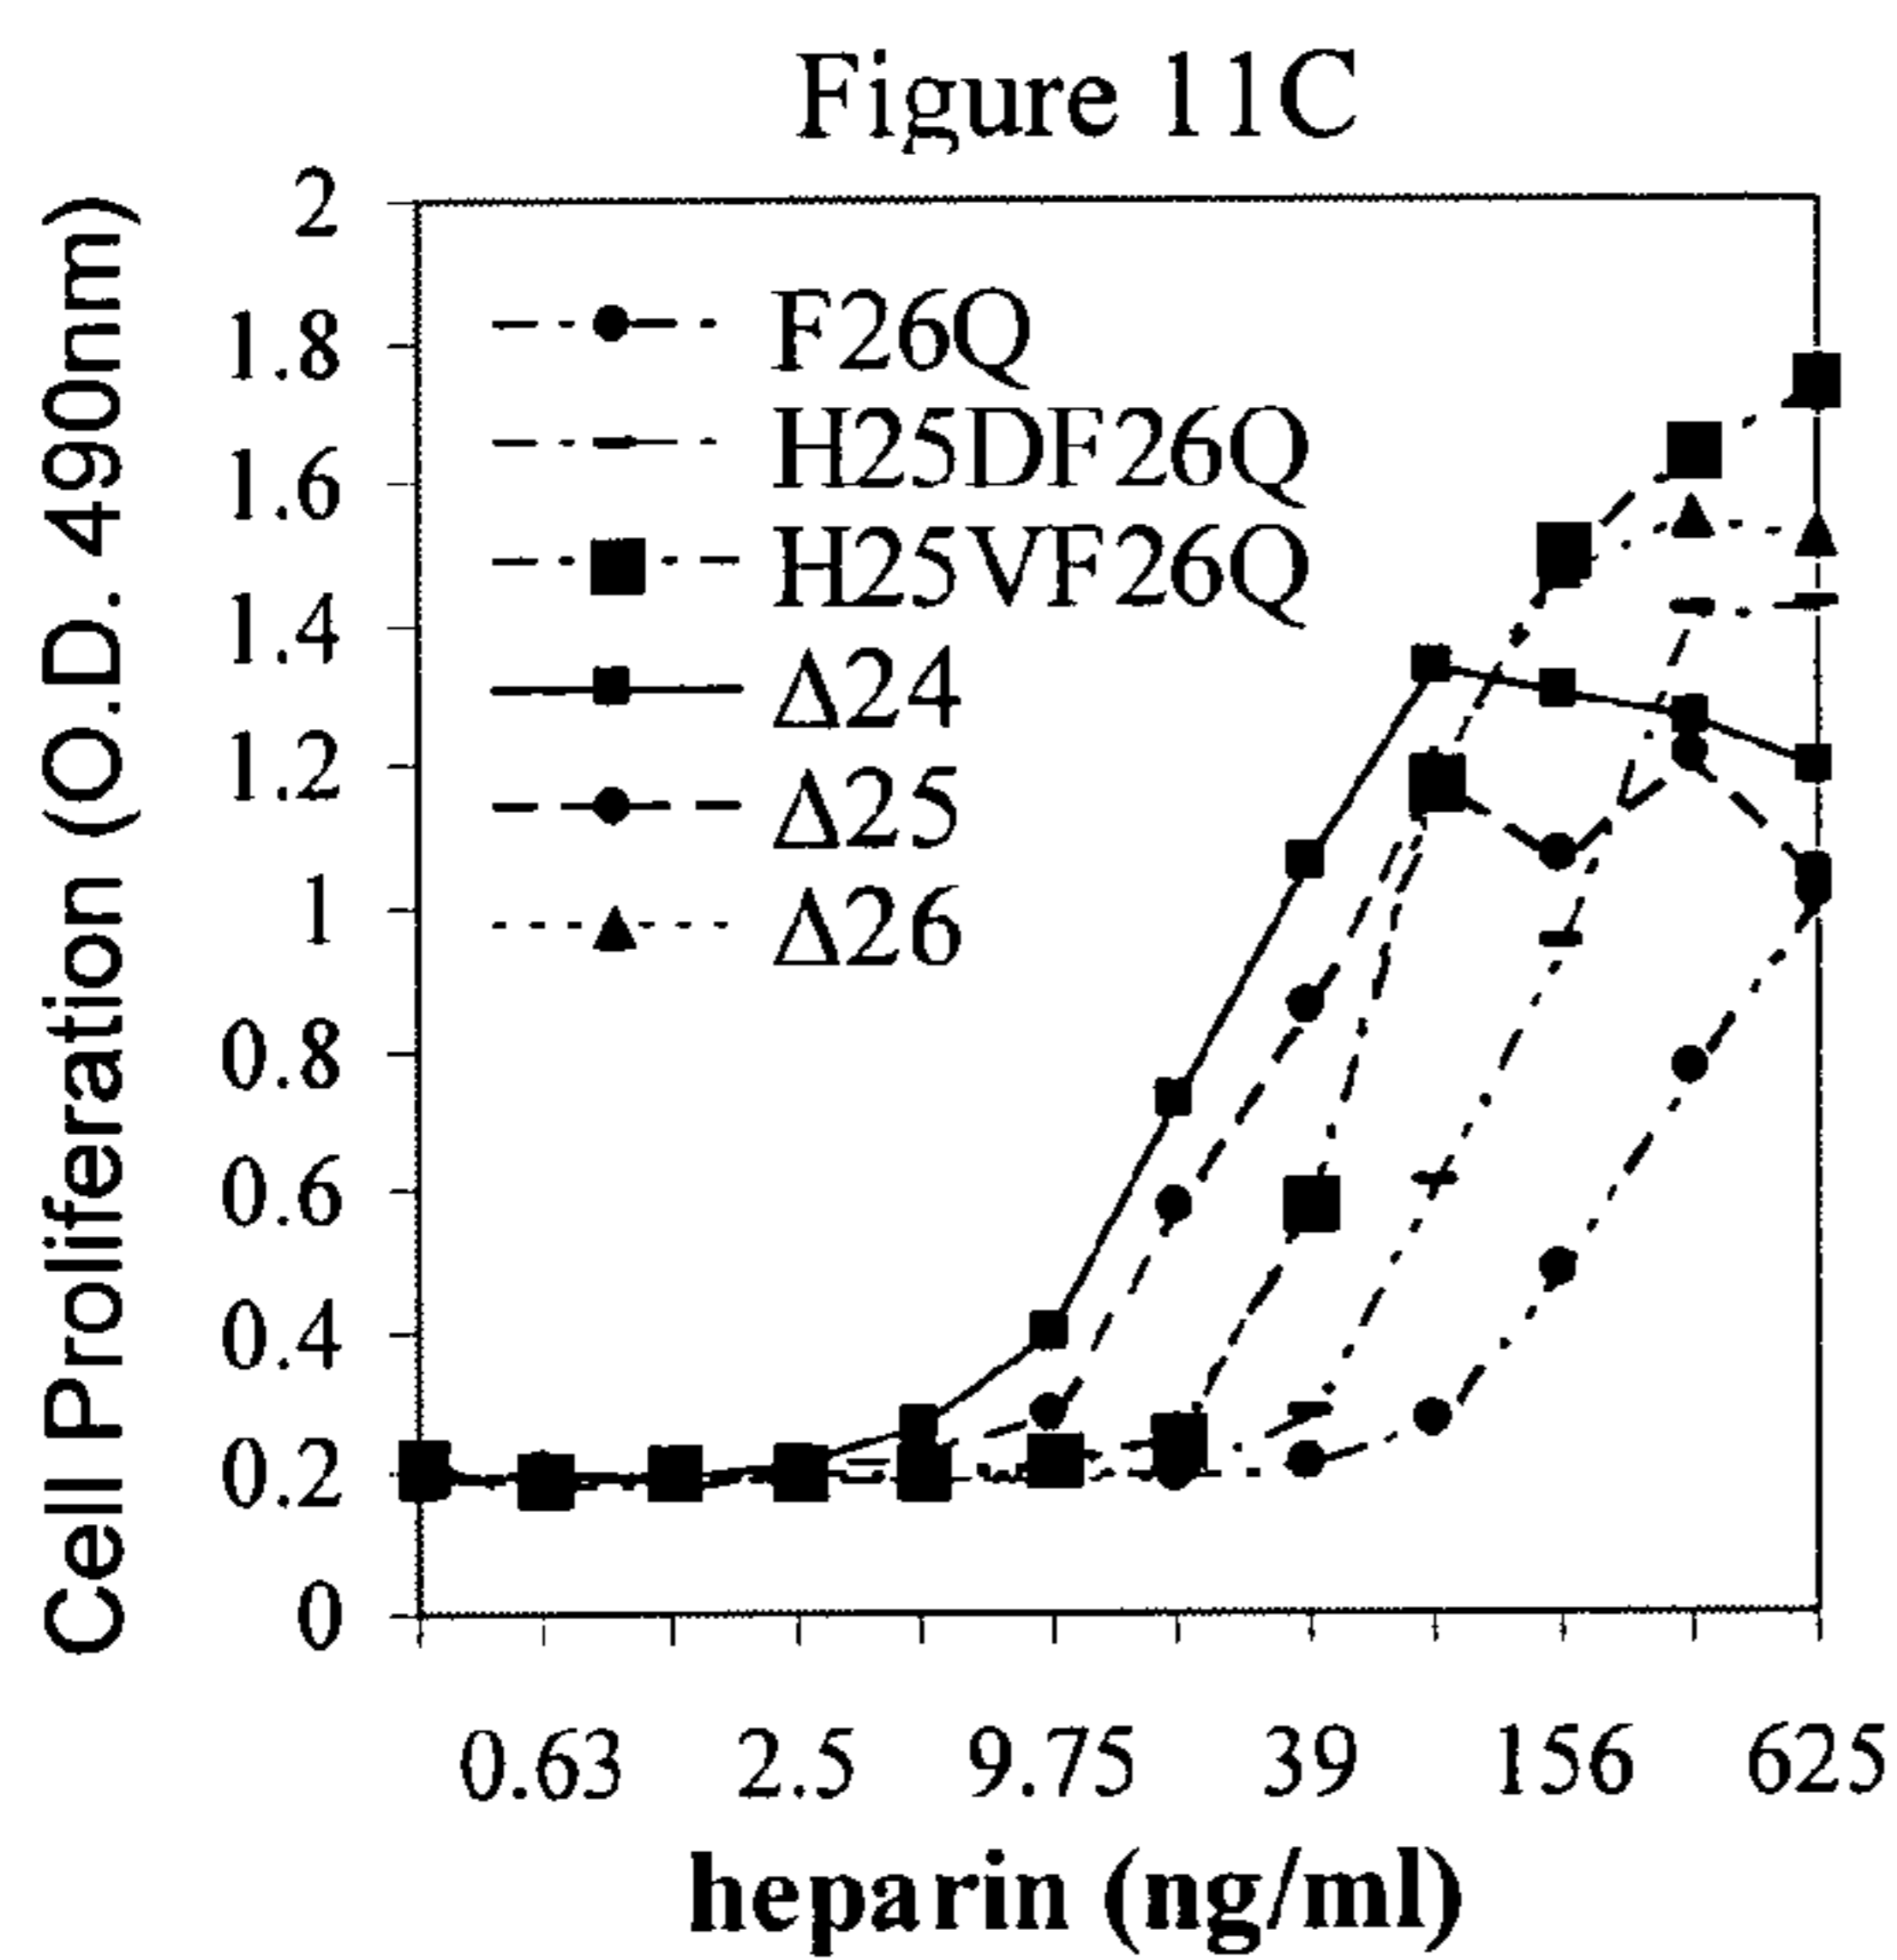 Figure 11C
Cell Proliferation (O.D. 490nm)
2
1.8
1.6
1.4
1.2
1
0.8
0.6
0.4
0.2
0
F26Q
H25DF26Q
H25VF26Q
Δ24
Δ25
Δ26
0.63 2.5 9.75 39 156 625
heparin (ng/ml)